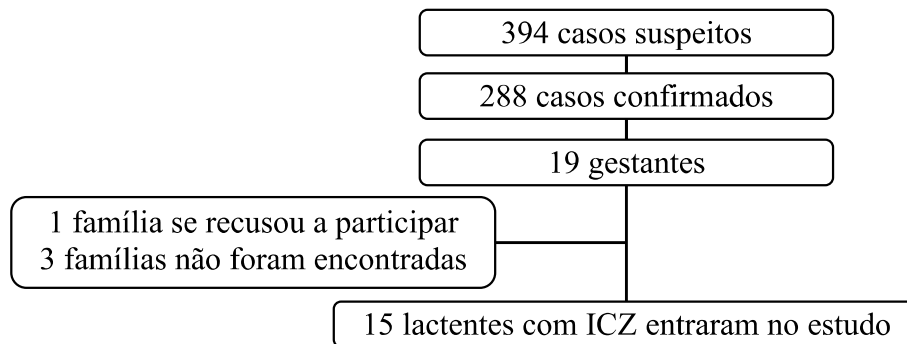 394 casos suspeitos
288 casos confirmados
19 gestantes
1 família se recusou a participar
3 famílias não foram encontradas
15 lactentes com ICZ entraram no estudo